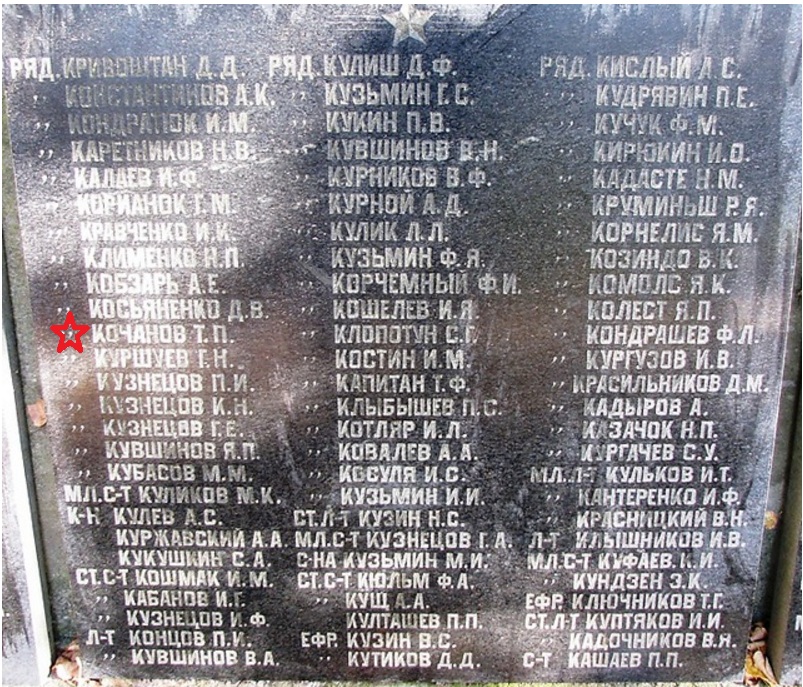 РЯД. КРИВОШТАН Д.Д.
" КОНСТАНТИНОВ А.К.
" КОНДРАТЮК И.М.
" КАРЕТНИКОВ Н.В.
" КАЛАЕВ И.Ф.
" КОРИАНОК Г.М.
" КРАВЧЕНКО И.К.
" КЛИМЕНКО Н.П.
" КОБЗАРЬ А.Е.
" КОСЬЯНЕНКО Д.В.
КОЧАНОВ Т.П.
" КУРШУЕВ Г.Н.
" КУЗНЕЦОВ П.И.
" КУЗНЕЦОВ К.Н.
" КУЗНЕЦОВ Г.Е.
" КУВШИНОВ Я.П.
" КУБАСОВ М.М.
МЛ.С-Т КУЛИКОВ М.К.
К-Н КУЛЕВ А.С.
КУРЖАВСКИЙ А.А.
КУКУШКИН С.А.
СТ.С-Т КОШМАК И.М.
" КАБАНОВ И.Г.
" КУЗНЕЦОВ И.Ф.
Л-Т КОНЦОВ П.И.
" КУВШИНОВ В.А.
РЯД. КУЛИШ Д.Ф.
" КУЗЬМИН Г.С.
" КУКИН П.В.
" КУВШИНОВ В.Н.
" КУРНИКОВ В.Ф.
" КУРНОЙ А.Д.
" КУЛИК Л.Л.
" КУЗЬМИН Ф.Я.
" КОРЧЕМНЫЙ Ф.И.
" КОШЕЛЕВ И.Я.
" КЛОПОТУН С.Г.
" КОСТИН И.М.
" КАПИТАН Т.Ф.
" КЛЫБЫШЕВ П.С.
" КОТЛЯР И.Л.
" КОВАЛЕВ А.А.
" КОСУЛЯ И.С.
" КУЗЬМИН И.И.
СТ.Л-Т КУЗИН Н.С.
МЛ.С-Т КУЗНЕЦОВ Г.А.
С-НА КУЗЬМИН М.И.
СТ.С-Т КЮЛЬМ Ф.А.
" КУЩ А.А.
КУЛТАШЕВ П.П.
ЕФР. КУЗИН В.С.
" КУТИКОВ Д.Д.
РЯД. КИСЛЫЙ А.С.
" КУДРЯВИН П.Е.
" КУЧУК Ф.М.
" КИРЮКИН И.О.
" КАДАСТЕ Н.М.
" КРУМИНЬШ Р.Я.
" КОРНЕЛИС Я.М.
" КОЗИНДО В.К.
" КОМОЛС Я.К.
" КОЛЕСТ Я.П.
" КОНДРАШЕВ Ф.Л.
" КУРГУЗОВ И.В.
" КРАСИЛЬНИКОВ Д.М.
" КАДЫРОВ А.
" КАЗАЧОК Н.П.
" КУРГАЧЕВ С.У.
МЛ.Л-Т КУЛЬКОВ И.Т.
" КАНТЕРЕНКО И.Ф.
" КРАСНИЦКИЙ В.Н.
Л-Т КЛЫШНИКОВ И.В.
МЛ.С-Т КУФАЕВ К.И.
" КУНДЗЕН Э.К.
ЕФР. КЛЮЧНИКОВ Т.Г.
СТ.Л-Т КУПТЯКОВ И.И.
" КАДОЧНИКОВ В.Я.
С-Т КАШАЕВ П.П.